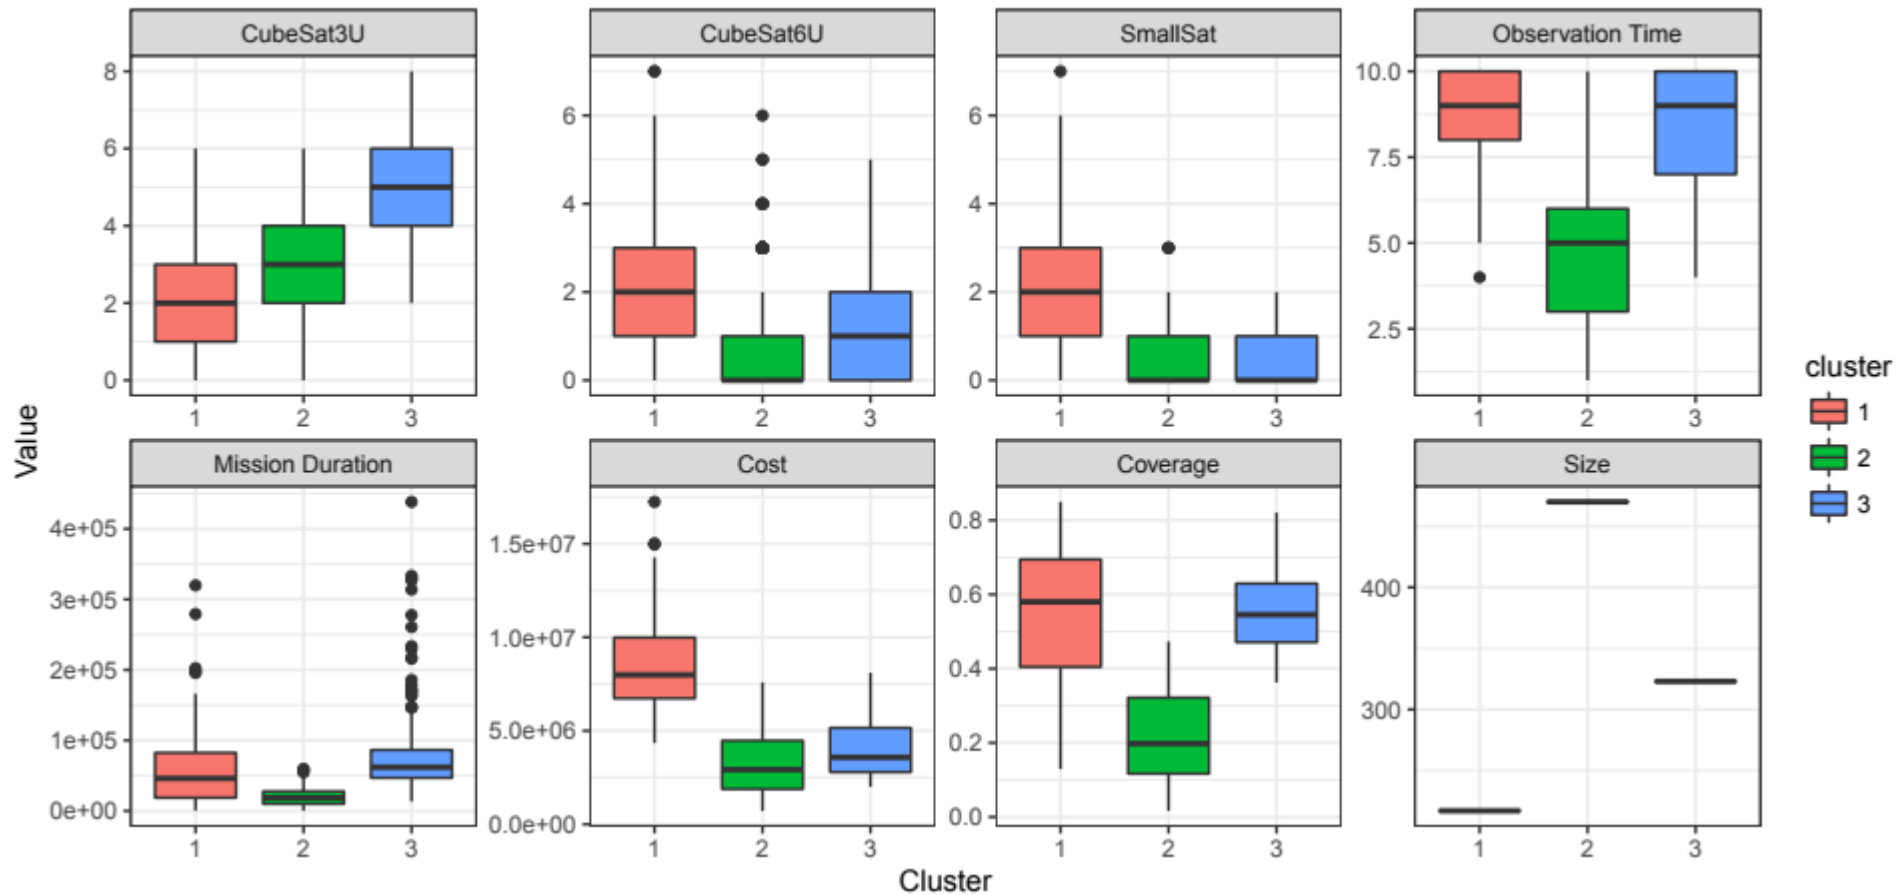 CubeSat3U CubeSat6U SmallSat Observation Time
8
6
4
2
0
6
4
2
0
6
4
2
0
10.0
7.5
5.0
2.5
1 2 3 1 2 3 1 2 3 1 2 3
Value
Mission Duration Cost Coverage Size
4e+05
3e+05
2e+05
1e+05
0e+00
1.5e+07
1.0e+07
5.0e+06
0.0e+00
0.8
0.6
0.4
0.2
0.0
400
300
1 2 3 1 2 3 1 2 3 1 2 3
Cluster
cluster
1
2
3